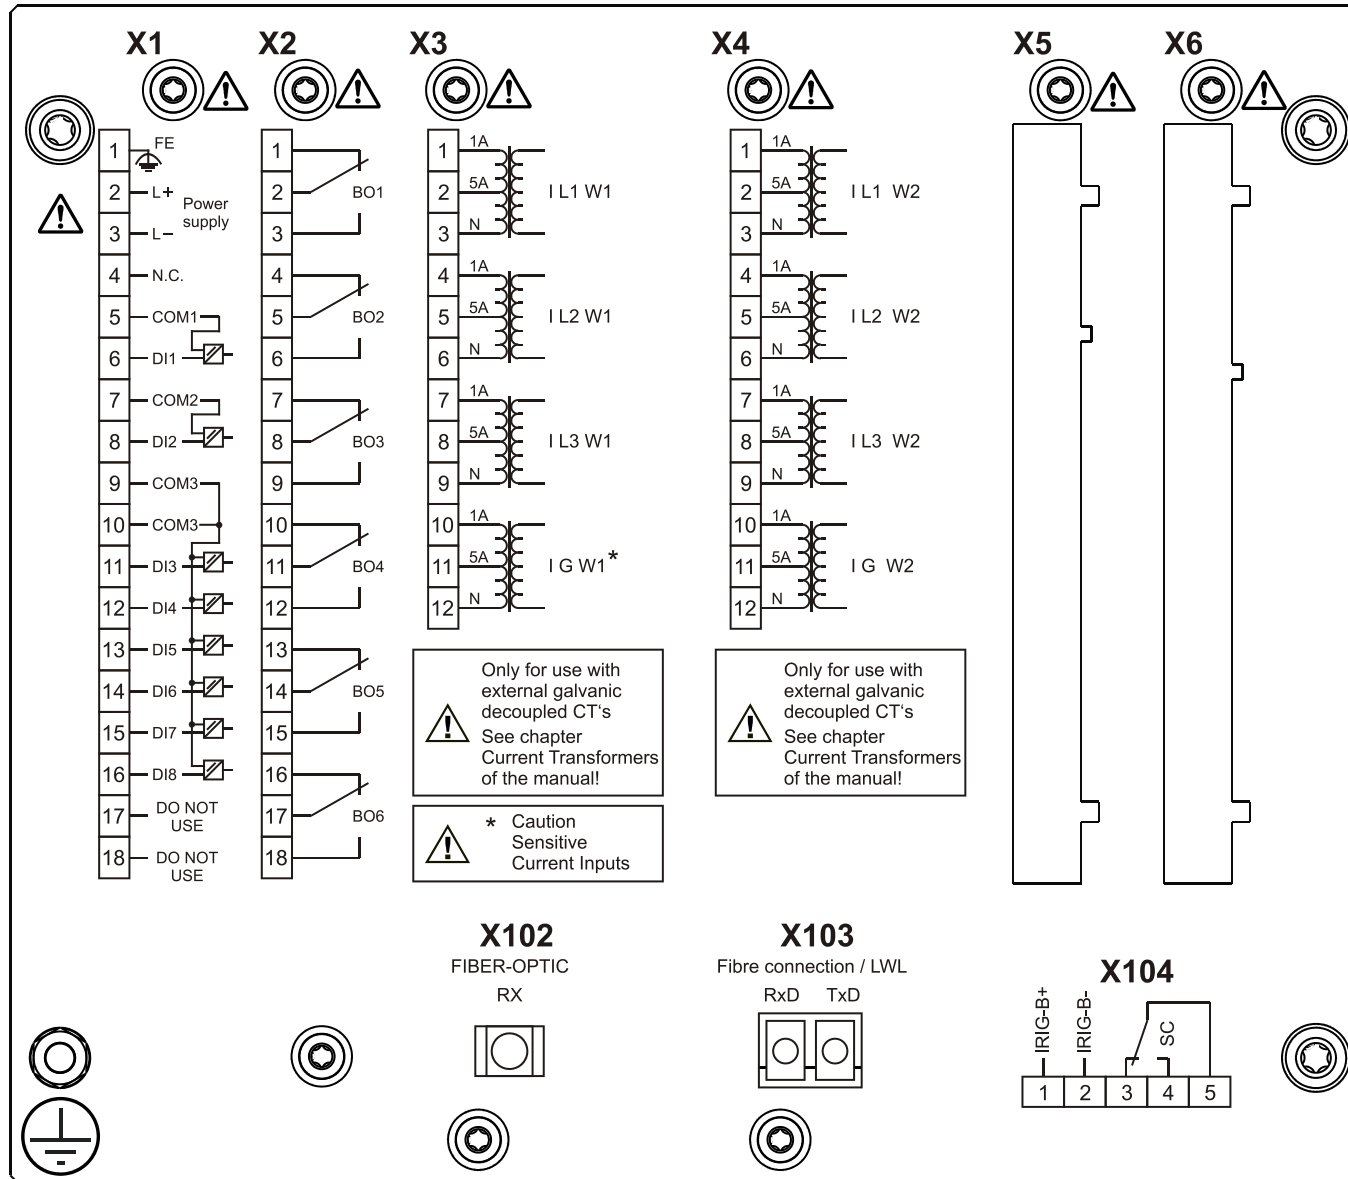 X1 X2 X3 X4 X5 X6
1 FE
2 L+
Power
supply
3 L−
4 N.C.
5 COM1
6 DI1
7 COM2
8 DI2
9 COM3
10 COM3
11 DI3
12 DI4
13 DI5
14 DI6
15 DI7
16 DI8
17 DO NOT
USE
18 DO NOT
USE
1
2 BO1
3
4
5 BO2
6
7
8 BO3
9
10
11 BO4
12
13
14 BO5
15
16
17 BO6
18
1 1A
2 5A I L1 W1
3 N
4 1A
5 5A I L2 W1
6 N
7 1A
8 5A I L3 W1
9 N
10 1A
11 5A I G W1*
12 N
Only for use with
external galvanic
decoupled CT‘s
See chapter
Current Transformers
of the manual!
* Caution
Sensitive
Current Inputs
1 1A
2 5A I L1 W2
3 N
4 1A
5 5A I L2 W2
6 N
7 1A
8 5A I L3 W2
9 N
10 1A
11 5A I G W2
12 N
Only for use with
external galvanic
decoupled CT‘s
See chapter
Current Transformers
of the manual!
X102
FIBER-OPTIC
RX
X103
Fibre connection / LWL
RxD TxD
X104
IRIG-B+
IRIG-B-
SC
1 2 3 4 5